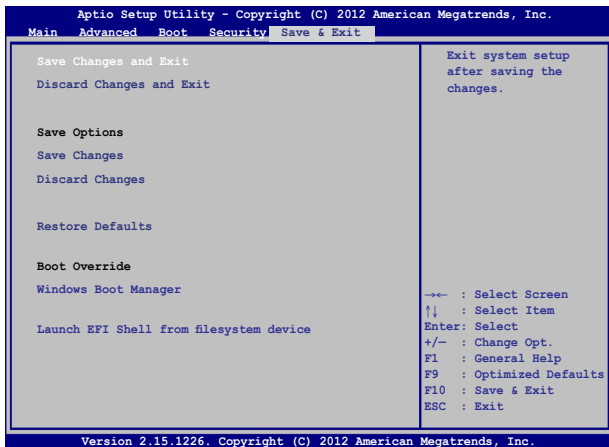 Aptio Setup Utility - Copyright (C) 2012 American Megatrends, Inc.
Main Advanced Boot Security Save & Exit
Save Changes and Exit
Discard Changes and Exit
Save Options
Save Changes
Discard Changes
Restore Defaults
Boot Override
Windows Boot Manager
Launch EFI Shell from filesystem device
Exit system setup
after saving the
changes.
→← : Select Screen
↑↓ : Select Item
Enter: Select
+/— : Change Opt.
F1 : General Help
F9 : Optimized Defaults
F10 : Save & Exit
ESC : Exit
Version 2.15.1226. Copyright (C) 2012 American Megatrends, Inc.